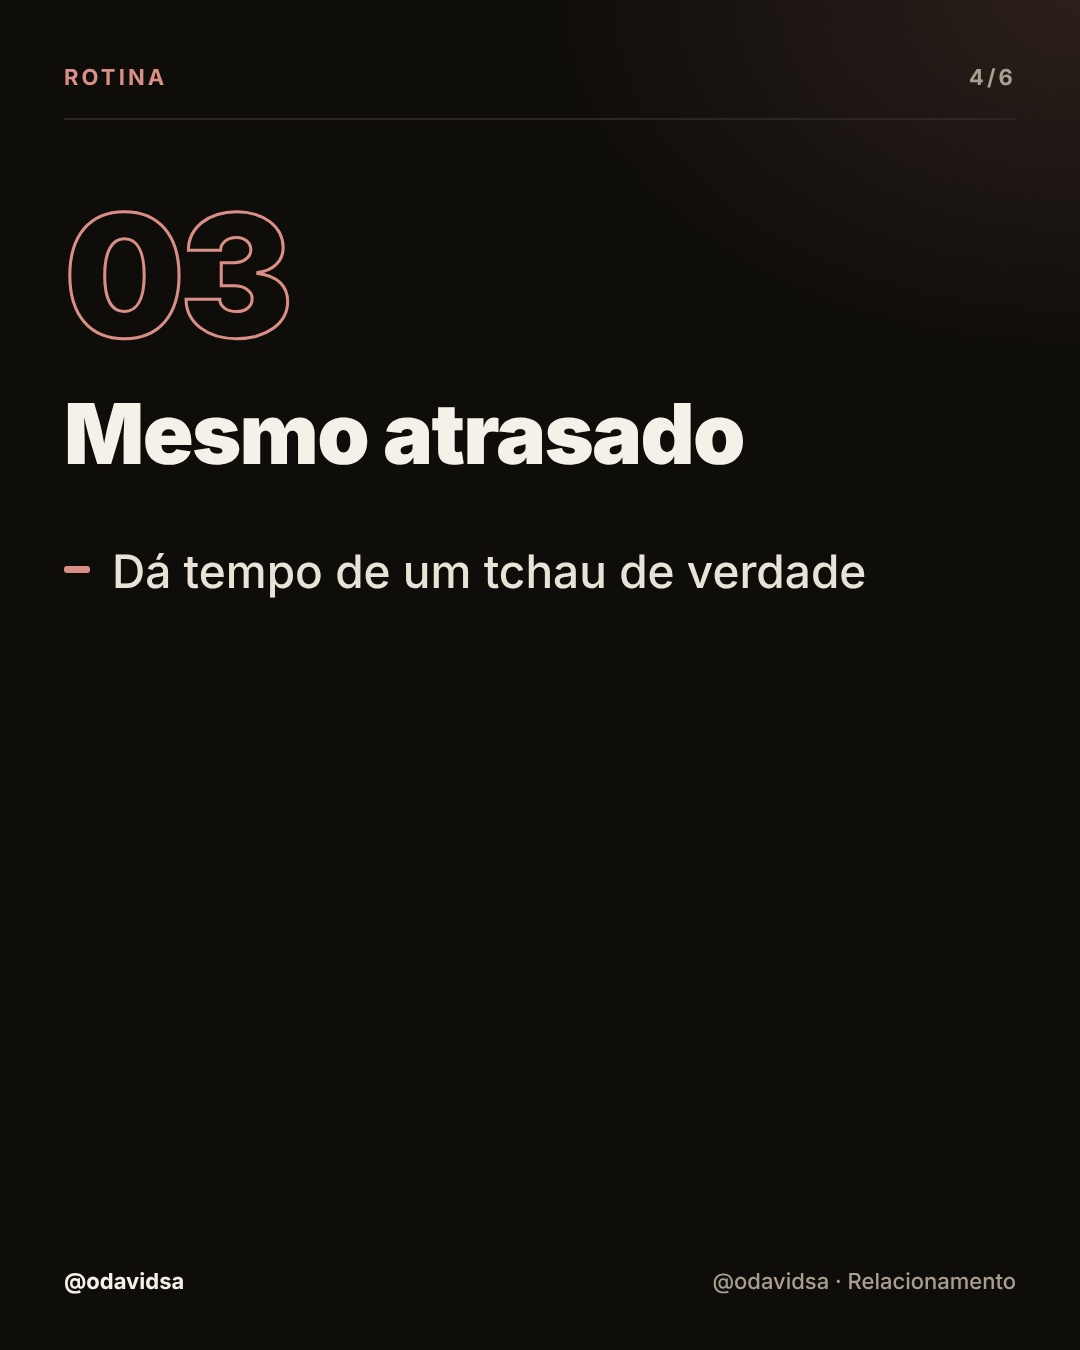 ROTINA
4/6
03
Mesmo atrasado
Dá tempo de um tchau de verdade
@odavidsa
@odavidsa · Relacionamento